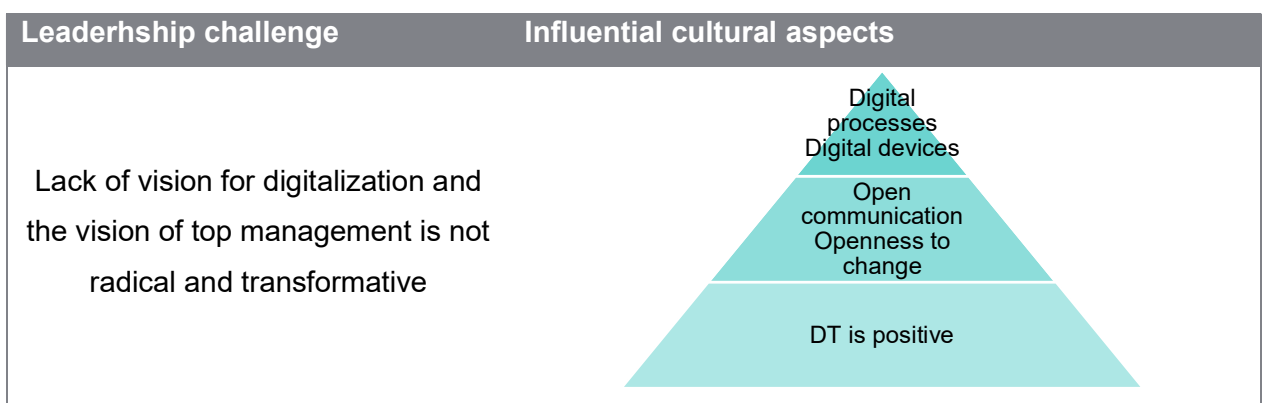 Leaderhship challenge
Influential cultural aspects
Lack of vision for digitalization and
the vision of top management is not
radical and transformative
Digital
processes
Digital devices
Open
communication
Openness to
change
DT is positive